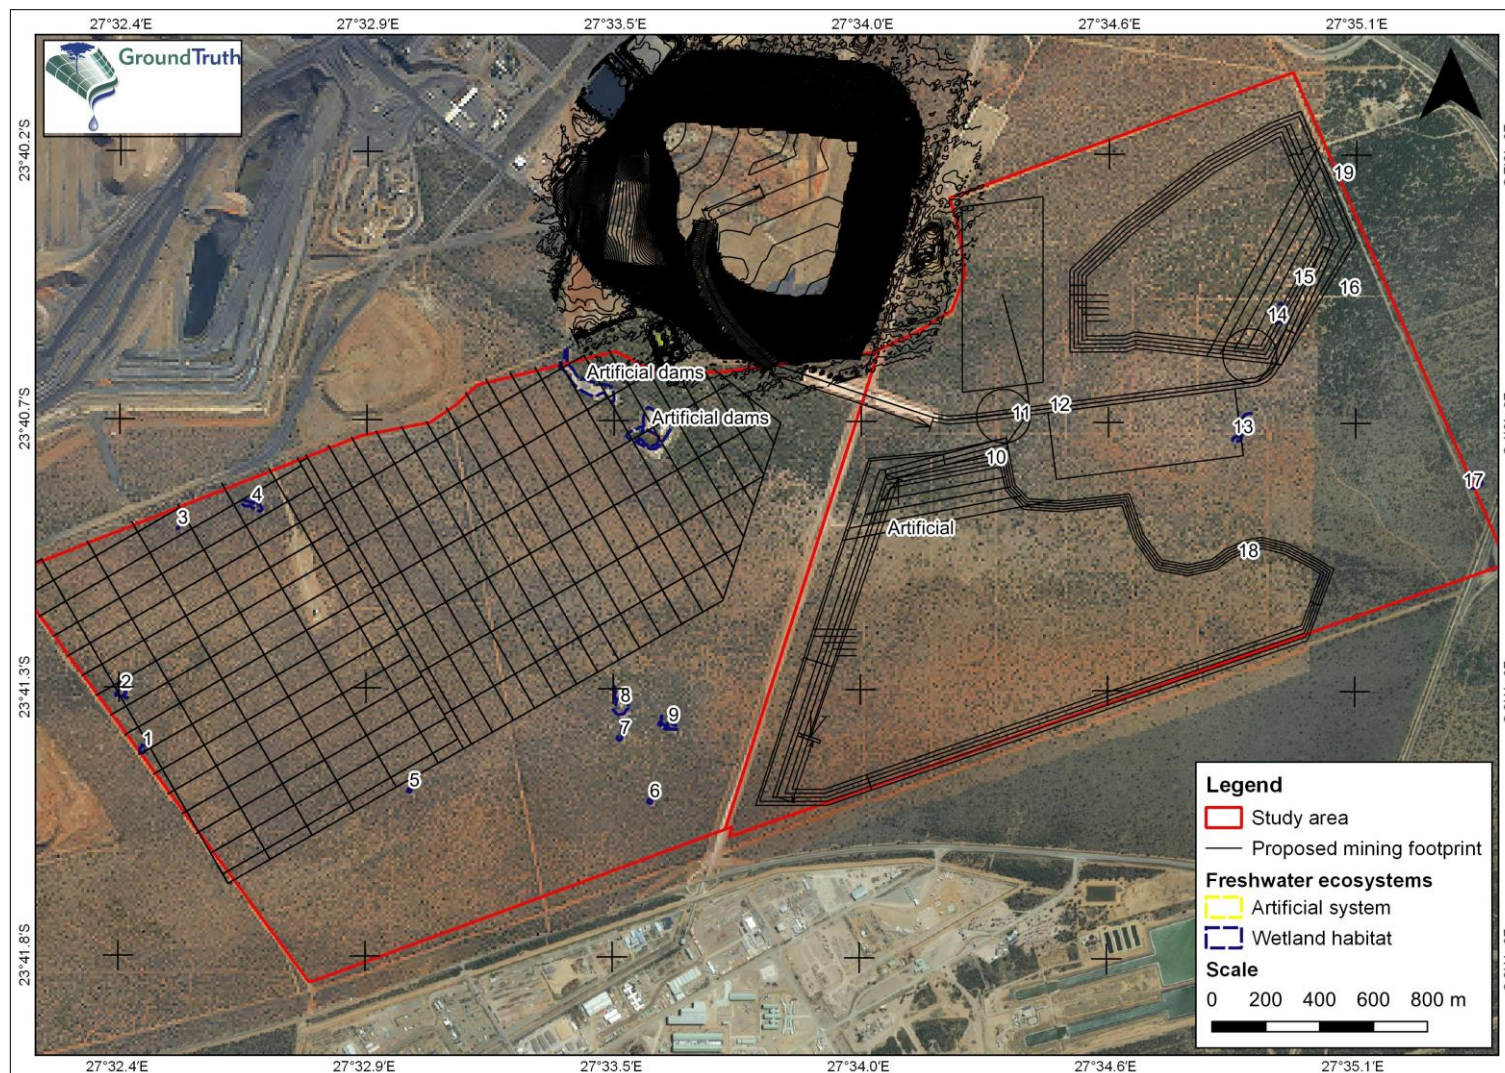 27°32.4'E 27°32.9'E 27°33.5'E 27°34.0'E 27°34.6'E 27°35.1'E
GroundTruth
23°40.2'S
19
15
16
14
Artificial dams
23°40.7'S
Artificial dams
11
12
13
10
17
4
3
Artificial
18
23°41.3'S
2
8
9
1
7
5
6
Legend
Study area
Proposed mining footprint
Freshwater ecosystems
Artificial system
Wetland habitat
Scale
0 200 400 600 800 m
23°41.8'S
27°32.4'E 27°32.9'E 27°33.5'E 27°34.0'E 27°34.6'E 27°35.1'E